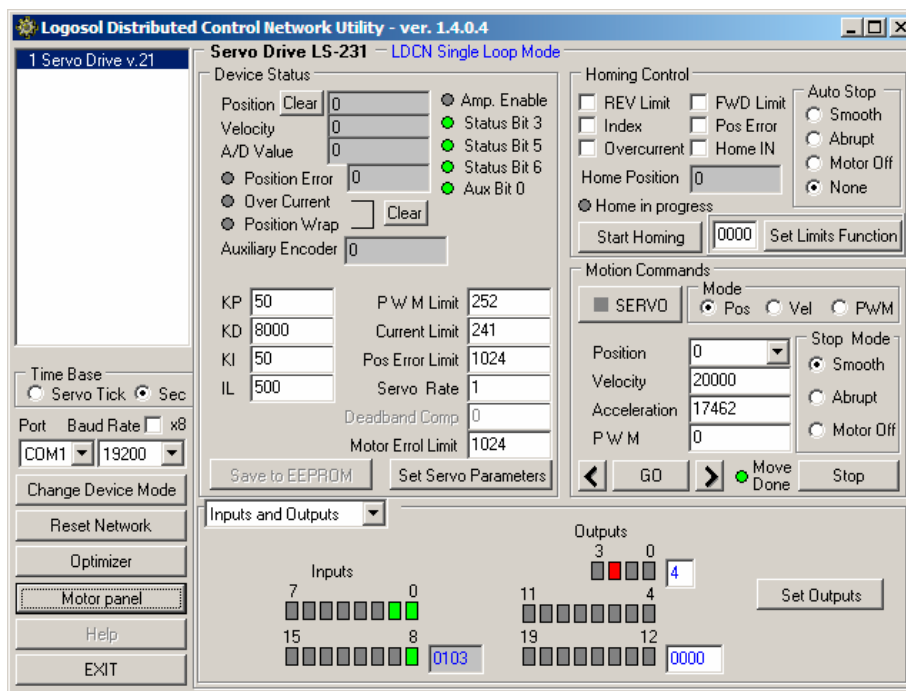 Logosol Distributed Control Network Utility - ver. 1.4.0.4
1 Servo Drive v.21
Servo Drive LS-231 LDCN Single Loop Mode
Device Status
Position Clear 0
Velocity 0
A/D Value 0
Position Error 0
Over Current
Position Wrap
Clear
Auxiliary Encoder 0
Amp. Enable
Status Bit 3
Status Bit 5
Status Bit 6
Aux Bit 0
KP 50
KD 8000
KI 50
IL 500
P W M Limit 252
Current Limit 241
Pos Error Limit 1024
Servo Rate 1
Deadband Comp 0
Motor Errol Limit 1024
Save to EEPROM Set Servo Parameters
Homing Control
REV Limit FWD Limit
Index Pos Error
Overcurrent Home IN
Home Position 0
Home in progress
Start Homing 0000 Set Limits Function
Auto Stop
Smooth
Abrupt
Motor Off
None
Motion Commands
SERVO
Mode
Pos Vel PWM
Position 0
Velocity 20000
Acceleration 17462
P W M 0
Stop Mode
Smooth
Abrupt
Motor Off
GO Move Done Stop
Time Base
Servo Tick Sec
Port Baud Rate x8
COM1 19200
Change Device Mode
Reset Network
Optimizer
Motor panel
Help
EXIT
Inputs and Outputs
Inputs
7 0
15 8
0103
Outputs
3 0
4
11 4
19 12
0000
Set Outputs